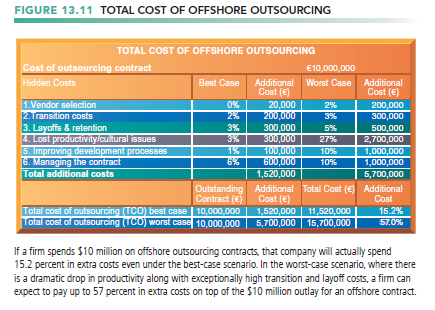 FIGURE 13.11 TOTAL COST OF OFFSHORE OUTSOURCING
TOTAL COST OF OFFSHORE OUTSOURCING
Cost of outsourcing contract €10,000,000
Hidden Costs Best Case Additional Cost (€) Worst Case Additional Cost (€)
1.Vendor selection 0% 20,000 2% 200,000
2.Transition costs 2% 200,000 3% 300,000
3. Layoffs & retention 3% 300,000 5% 500,000
4. Lost productivity/cultural issues 3% 300,000 27% 2,700,000
5. Improving development processes 1% 100,000 10% 1,000,000
6. Managing the contract 6% 600,000 10% 1,000,000
Total additional costs 1,520,000 5,700,000
Outstanding Contract (€) Additional Cost (€) Total Cost (€) Additional Cost
Total cost of outsourcing (TCO) best case 10,000,000 1,520,000 11,520,000 15.2%
Total cost of outsourcing (TCO) worst case 10,000,000 5,700,000 15,700,000 57.0%
If a firm spends $10 million on offshore outsourcing contracts, that company will actually spend
15.2 percent in extra costs even under the best-case scenario. In the worst-case scenario, where there
is a dramatic drop in productivity along with exceptionally high transition and layoff costs, a firm can
expect to pay up to 57 percent in extra costs on top of the $10 million outlay for an offshore contract.